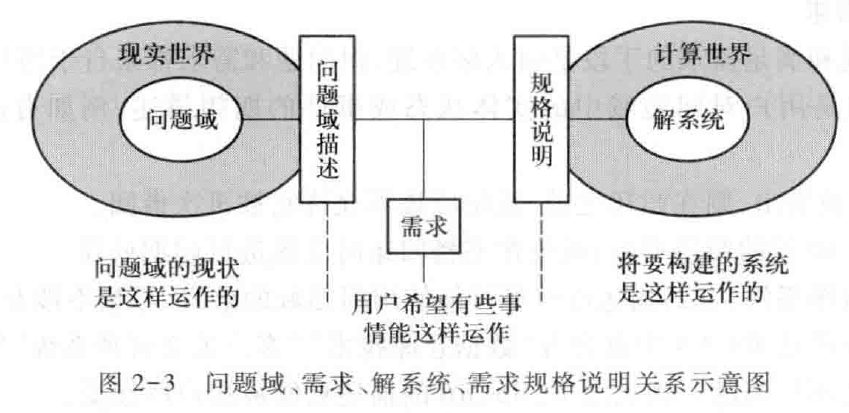 现实世界
问题域
问题域描述
需求
规格说明
计算世界
解系统
问题域的现状
是这样运作的
用户希望有些事
情能这样运作
将要构建的系统
是这样运作的
图 2-3 问题域、需求、解系统、需求规格说明关系示意图